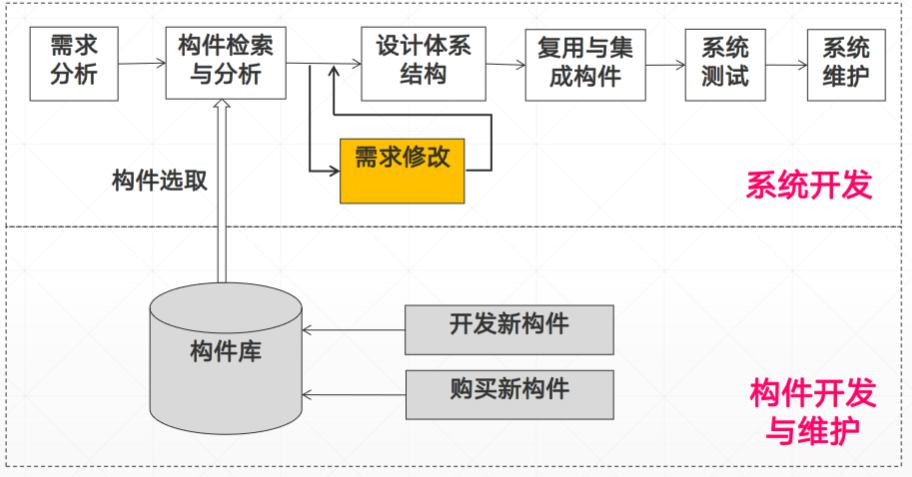 需求
分析
构件检索
与分析
设计体系
结构
复用与集
成构件
系统
测试
系统
维护
需求修改
构件选取
系统开发
构件库
开发新构件
购买新构件
构件开发
与维护